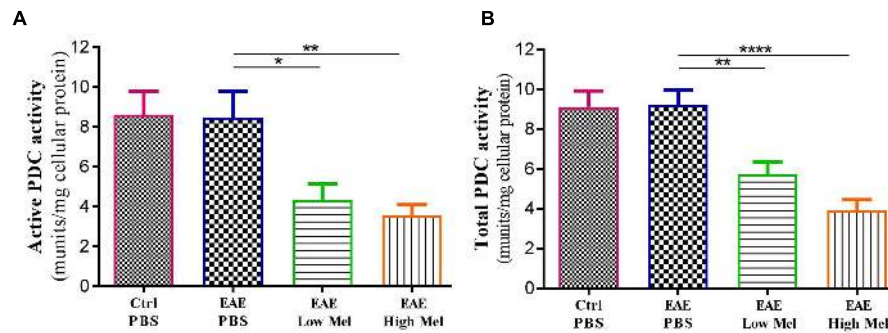 A
Active PDC activity
(munits/mg cellular protein)
12
10
8
6
4
2
0
**
*
Ctrl PBS
EAE PBS
EAE Low Mel
EAE High Mel
B
Total PDC activity
(munits/mg cellular protein)
12
10
8
6
4
2
0
****
**
Ctrl PBS
EAE PBS
EAE Low Mel
EAE High Mel